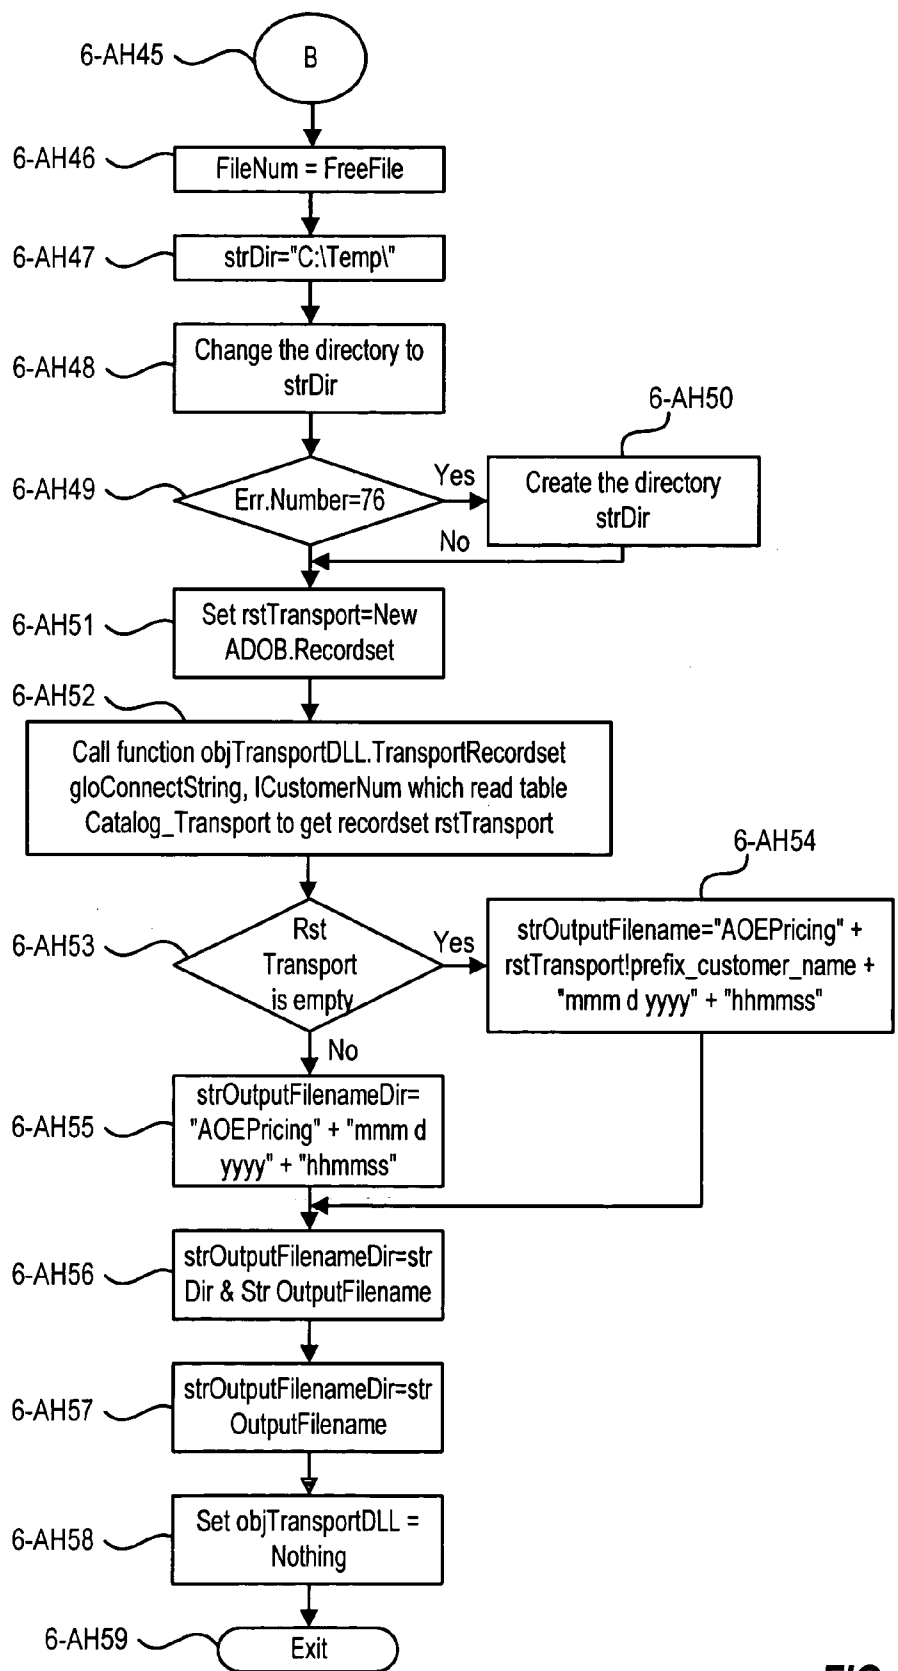 6-AH45
B
6-AH46
FileNum = FreeFile
6-AH47
strDir="C:\Temp\"
6-AH48
Change the directory to
strDir
6-AH49
Err.Number=76
Yes
No
6-AH50
Create the directory
strDir
6-AH51
Set rstTransport=New
ADOB.Recordset
6-AH52
Call function objTransportDLL.TransportRecordset
gloConnectString, ICustomerNum which read table
Catalog_Transport to get recordset rstTransport
6-AH53
Rst
Transport
is empty
Yes
No
6-AH54
strOutputFilename="AOEPricing" +
rstTransport!prefix_customer_name +
"mmm d yyyy" + "hhmmss"
6-AH55
strOutputFilenameDir=
"AOEPricing" + "mmm d
yyyy" + "hhmmss"
6-AH56
strOutputFilenameDir=str
Dir & Str OutputFilename
6-AH57
strOutputFilenameDir=str
OutputFilename
6-AH58
Set objTransportDLL =
Nothing
6-AH59
Exit